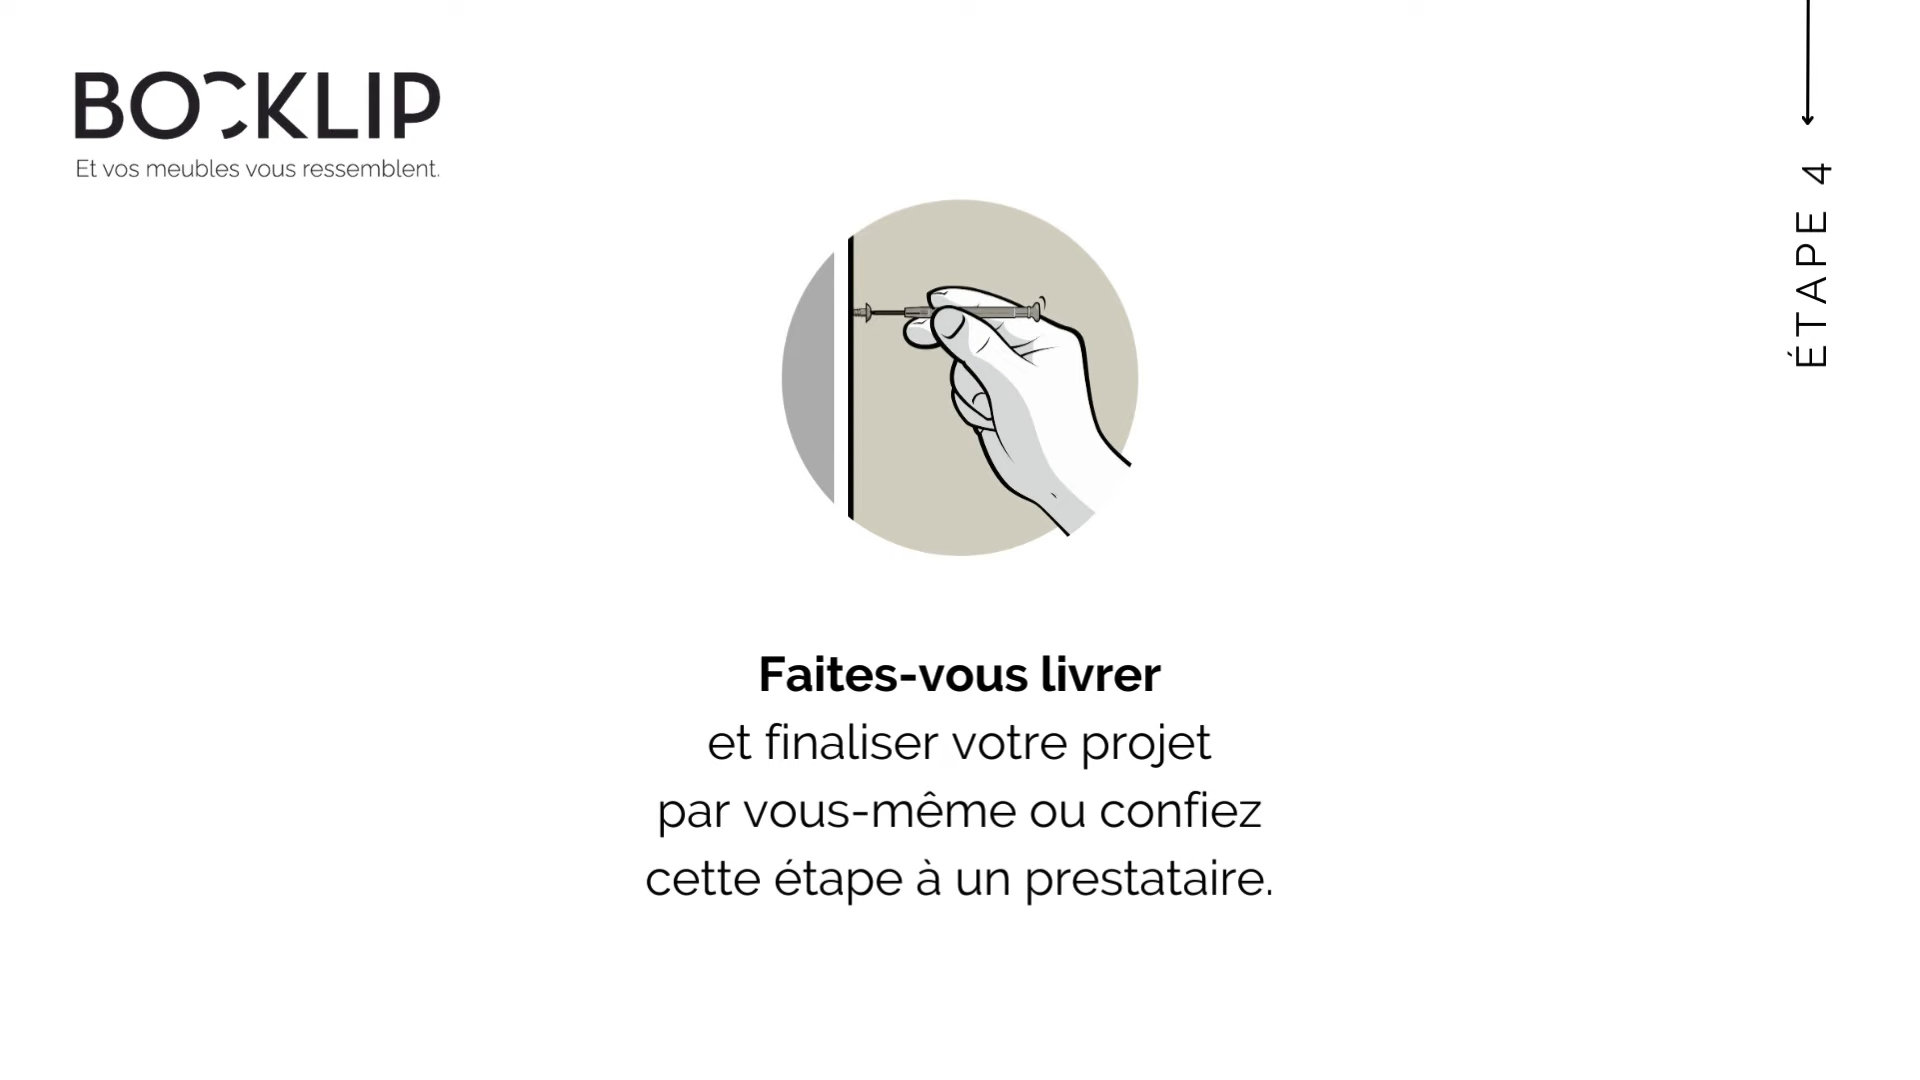 BOCKLIP
Et vos meubles vous ressemblent.
ÉTAPE 4
Faites-vous livrer
et finaliser votre projet
par vous-même ou confiez
cette étape à un prestataire.